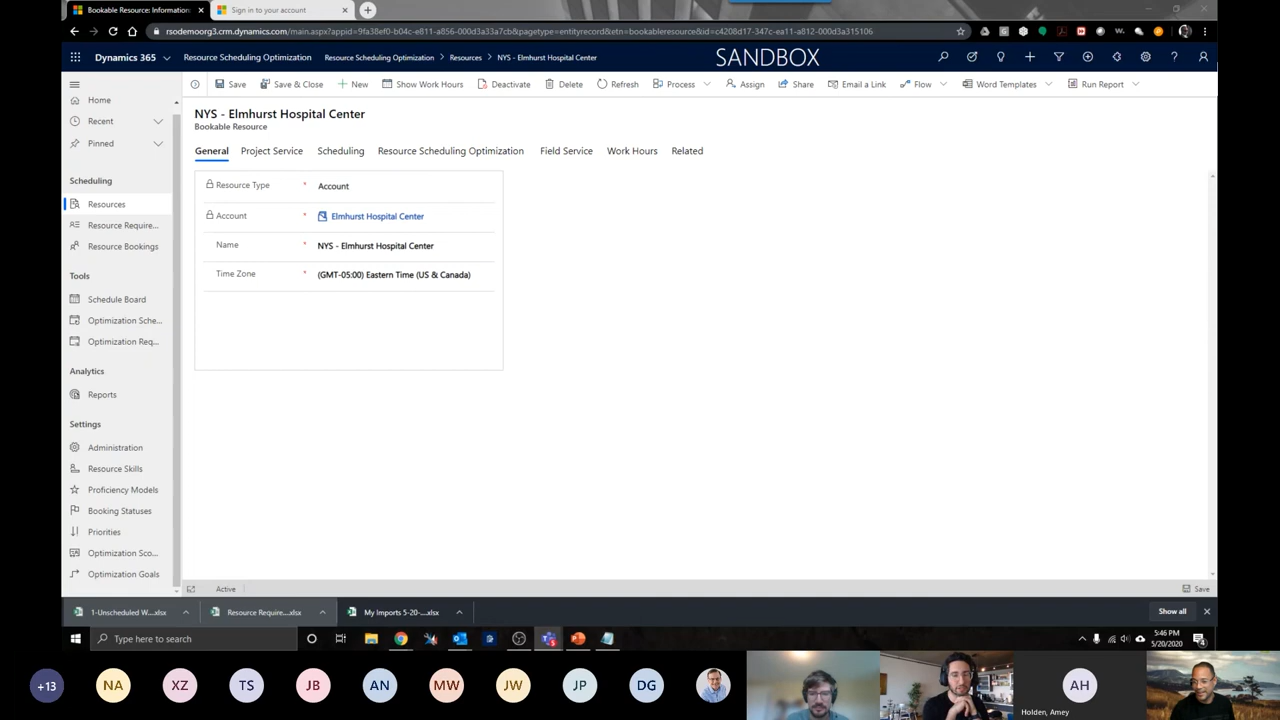 Bookable Resource: Information
Sign in to your account
rsodemoorg3.crm.dynamics.com/main.aspx?appid=9fa38ef0-b04c-e811-a856-000d3a33a7cb&pagetype=entityrecord&etn=bookableresource&id=c4208d17-347c-ea11-a812-000d3a315106
Dynamics 365
Resource Scheduling Optimization
Resource Scheduling Optimization > Resources > NYS - Elmhurst Hospital Center
SANDBOX
Save
Save & Close
New
Show Work Hours
Deactivate
Delete
Refresh
Process
Assign
Share
Email a Link
Flow
Word Templates
Run Report
Home
Recent
Pinned
Scheduling
Resources
Resource Require...
Resource Bookings
Tools
Schedule Board
Optimization Sche...
Optimization Req...
Analytics
Reports
Settings
Administration
Resource Skills
Proficiency Models
Booking Statuses
Priorities
Optimization Sco...
Optimization Goals
NYS - Elmhurst Hospital Center
Bookable Resource
General
Project Service
Scheduling
Resource Scheduling Optimization
Field Service
Work Hours
Related
Resource Type * Account
Account * Elmhurst Hospital Center
Name * NYS - Elmhurst Hospital Center
Time Zone * (GMT-05:00) Eastern Time (US & Canada)
Active
Save
1-Unscheduled W....xlsx
Resource Require....xlsx
My Imports 5-20-....xlsx
Show all
Type here to search
5:46 PM
5/20/2020
4
+13
NA
XZ
TS
JB
AN
MW
JW
JP
DG
AH
Holden, Amey